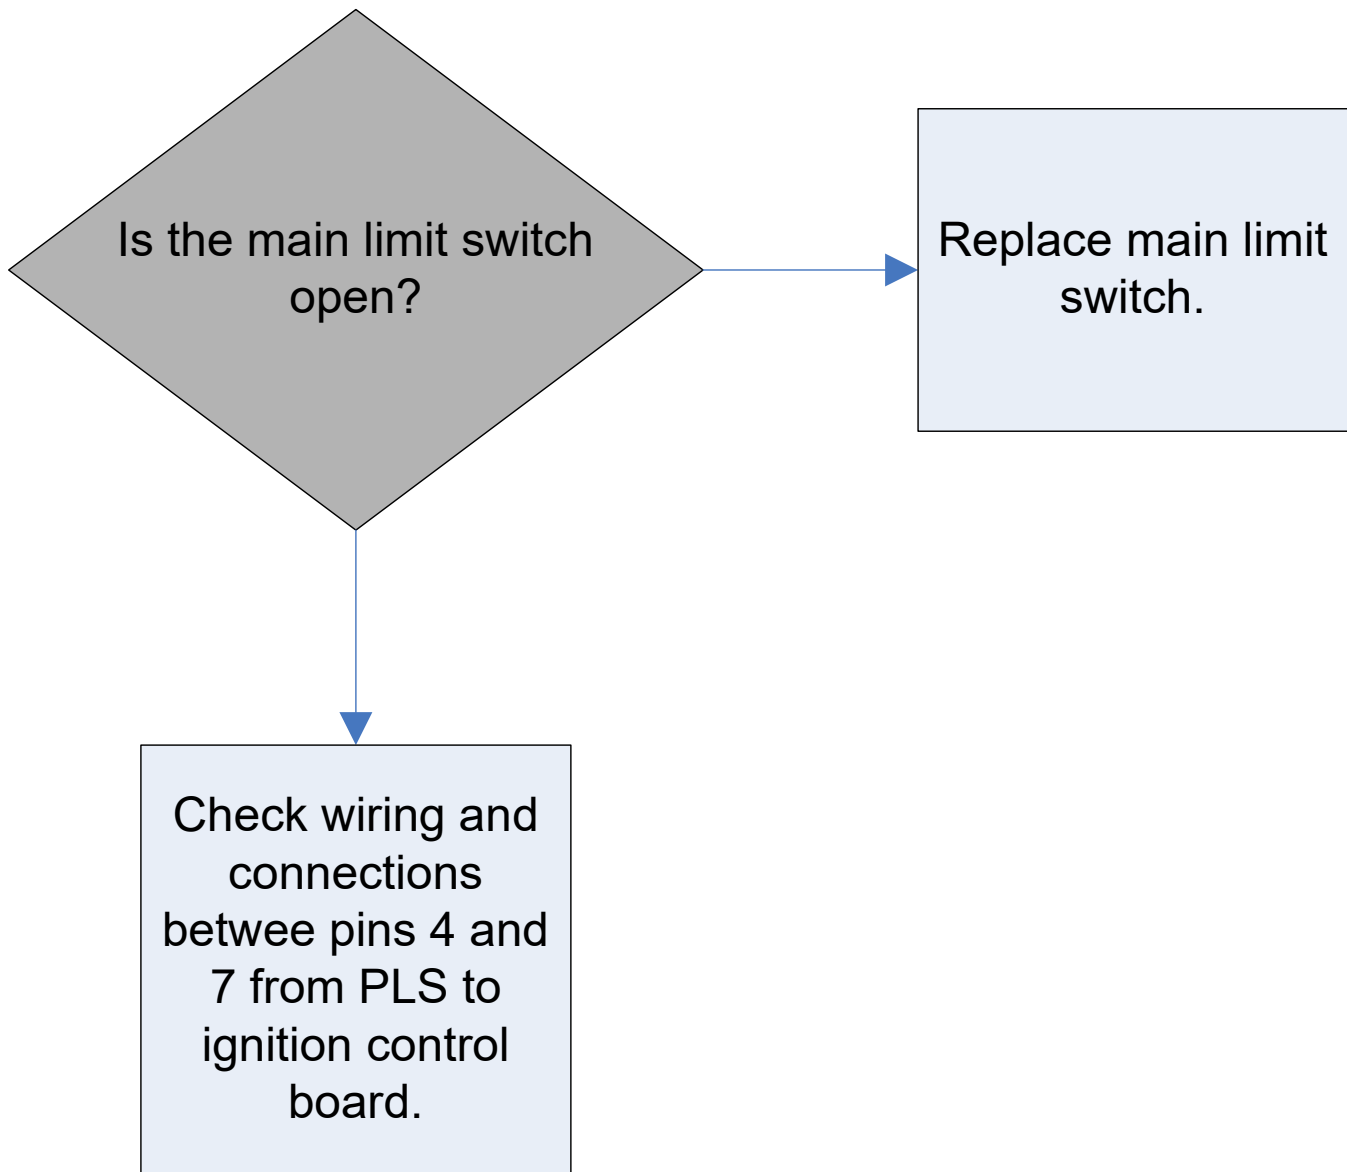 Is the main limit switch
open?
Replace main limit
switch.
Check wiring and
connections
betwee pins 4 and
7 from PLS to
ignition control
board.